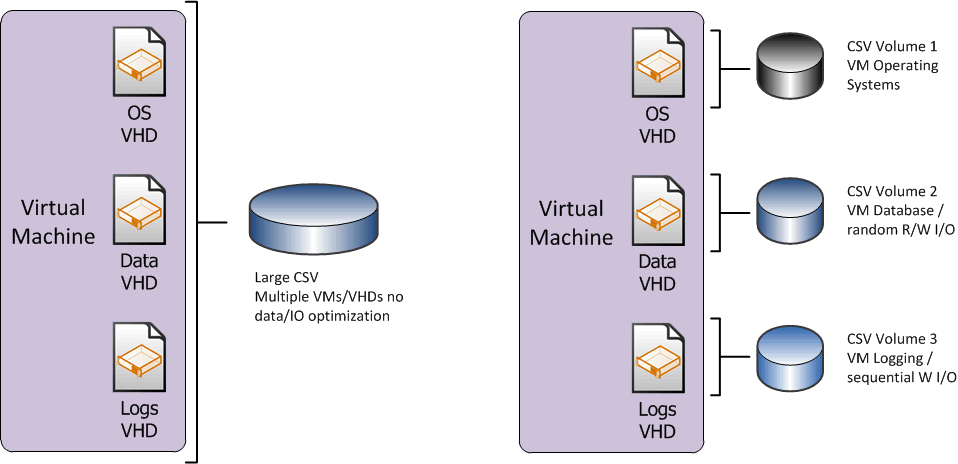 OS
VHD
Virtual
Machine
Data
VHD
Logs
VHD
Large CSV
Multiple VMs/VHDs no
data/IO optimization
OS
VHD
Virtual
Machine
Data
VHD
Logs
VHD
CSV Volume 1
VM Operating
Systems
CSV Volume 2
VM Database /
random R/W I/O
CSV Volume 3
VM Logging /
sequential W I/O